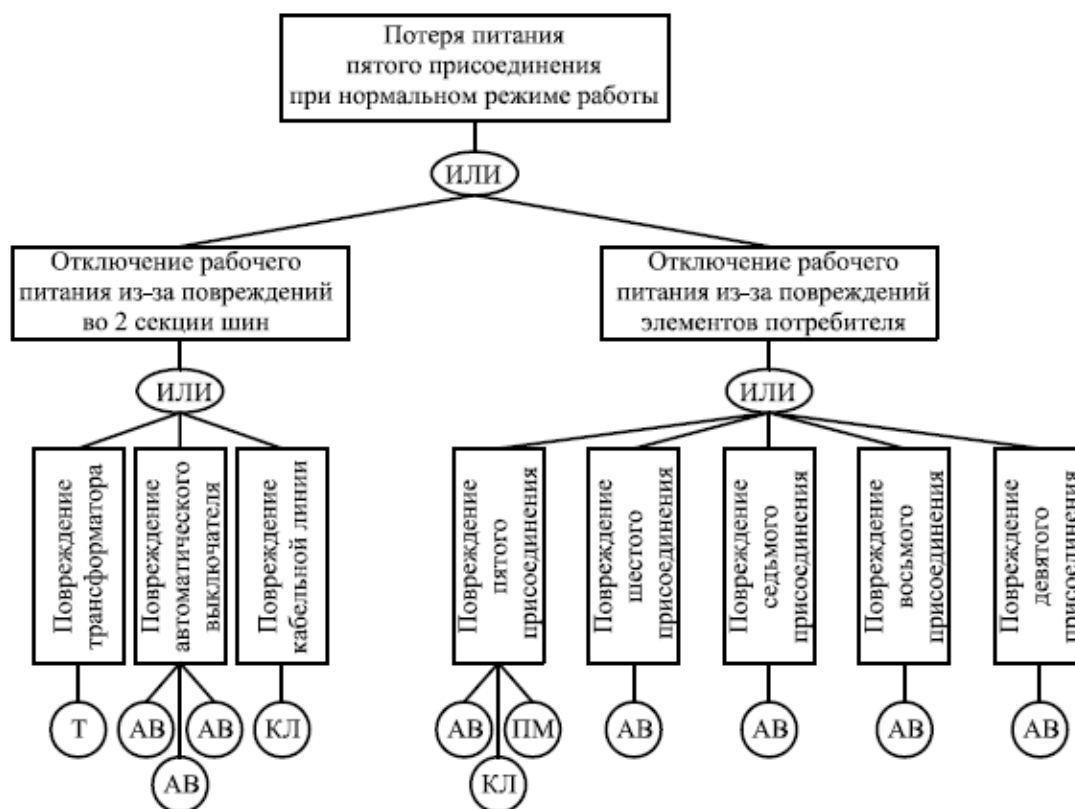 Потеря питания
пятого присоединения
при нормальном режиме работы
ИЛИ
Отключение рабочего
питания из-за повреждений
во 2 секции шин
Отключение рабочего
питания из-за повреждений
элементов потребителя
ИЛИ
ИЛИ
Повреждение
трансформатора
Повреждение
автоматического
выключателя
Повреждение
кабельной линии
Повреждение
пятого
присоединения
Повреждение
шестого
присоединения
Повреждение
седьмого
присоединения
Повреждение
восьмого
присоединения
Повреждение
девятого
присоединения
Т
АВ
АВ
АВ
КЛ
АВ
КЛ
ПМ
АВ
АВ
АВ
АВ